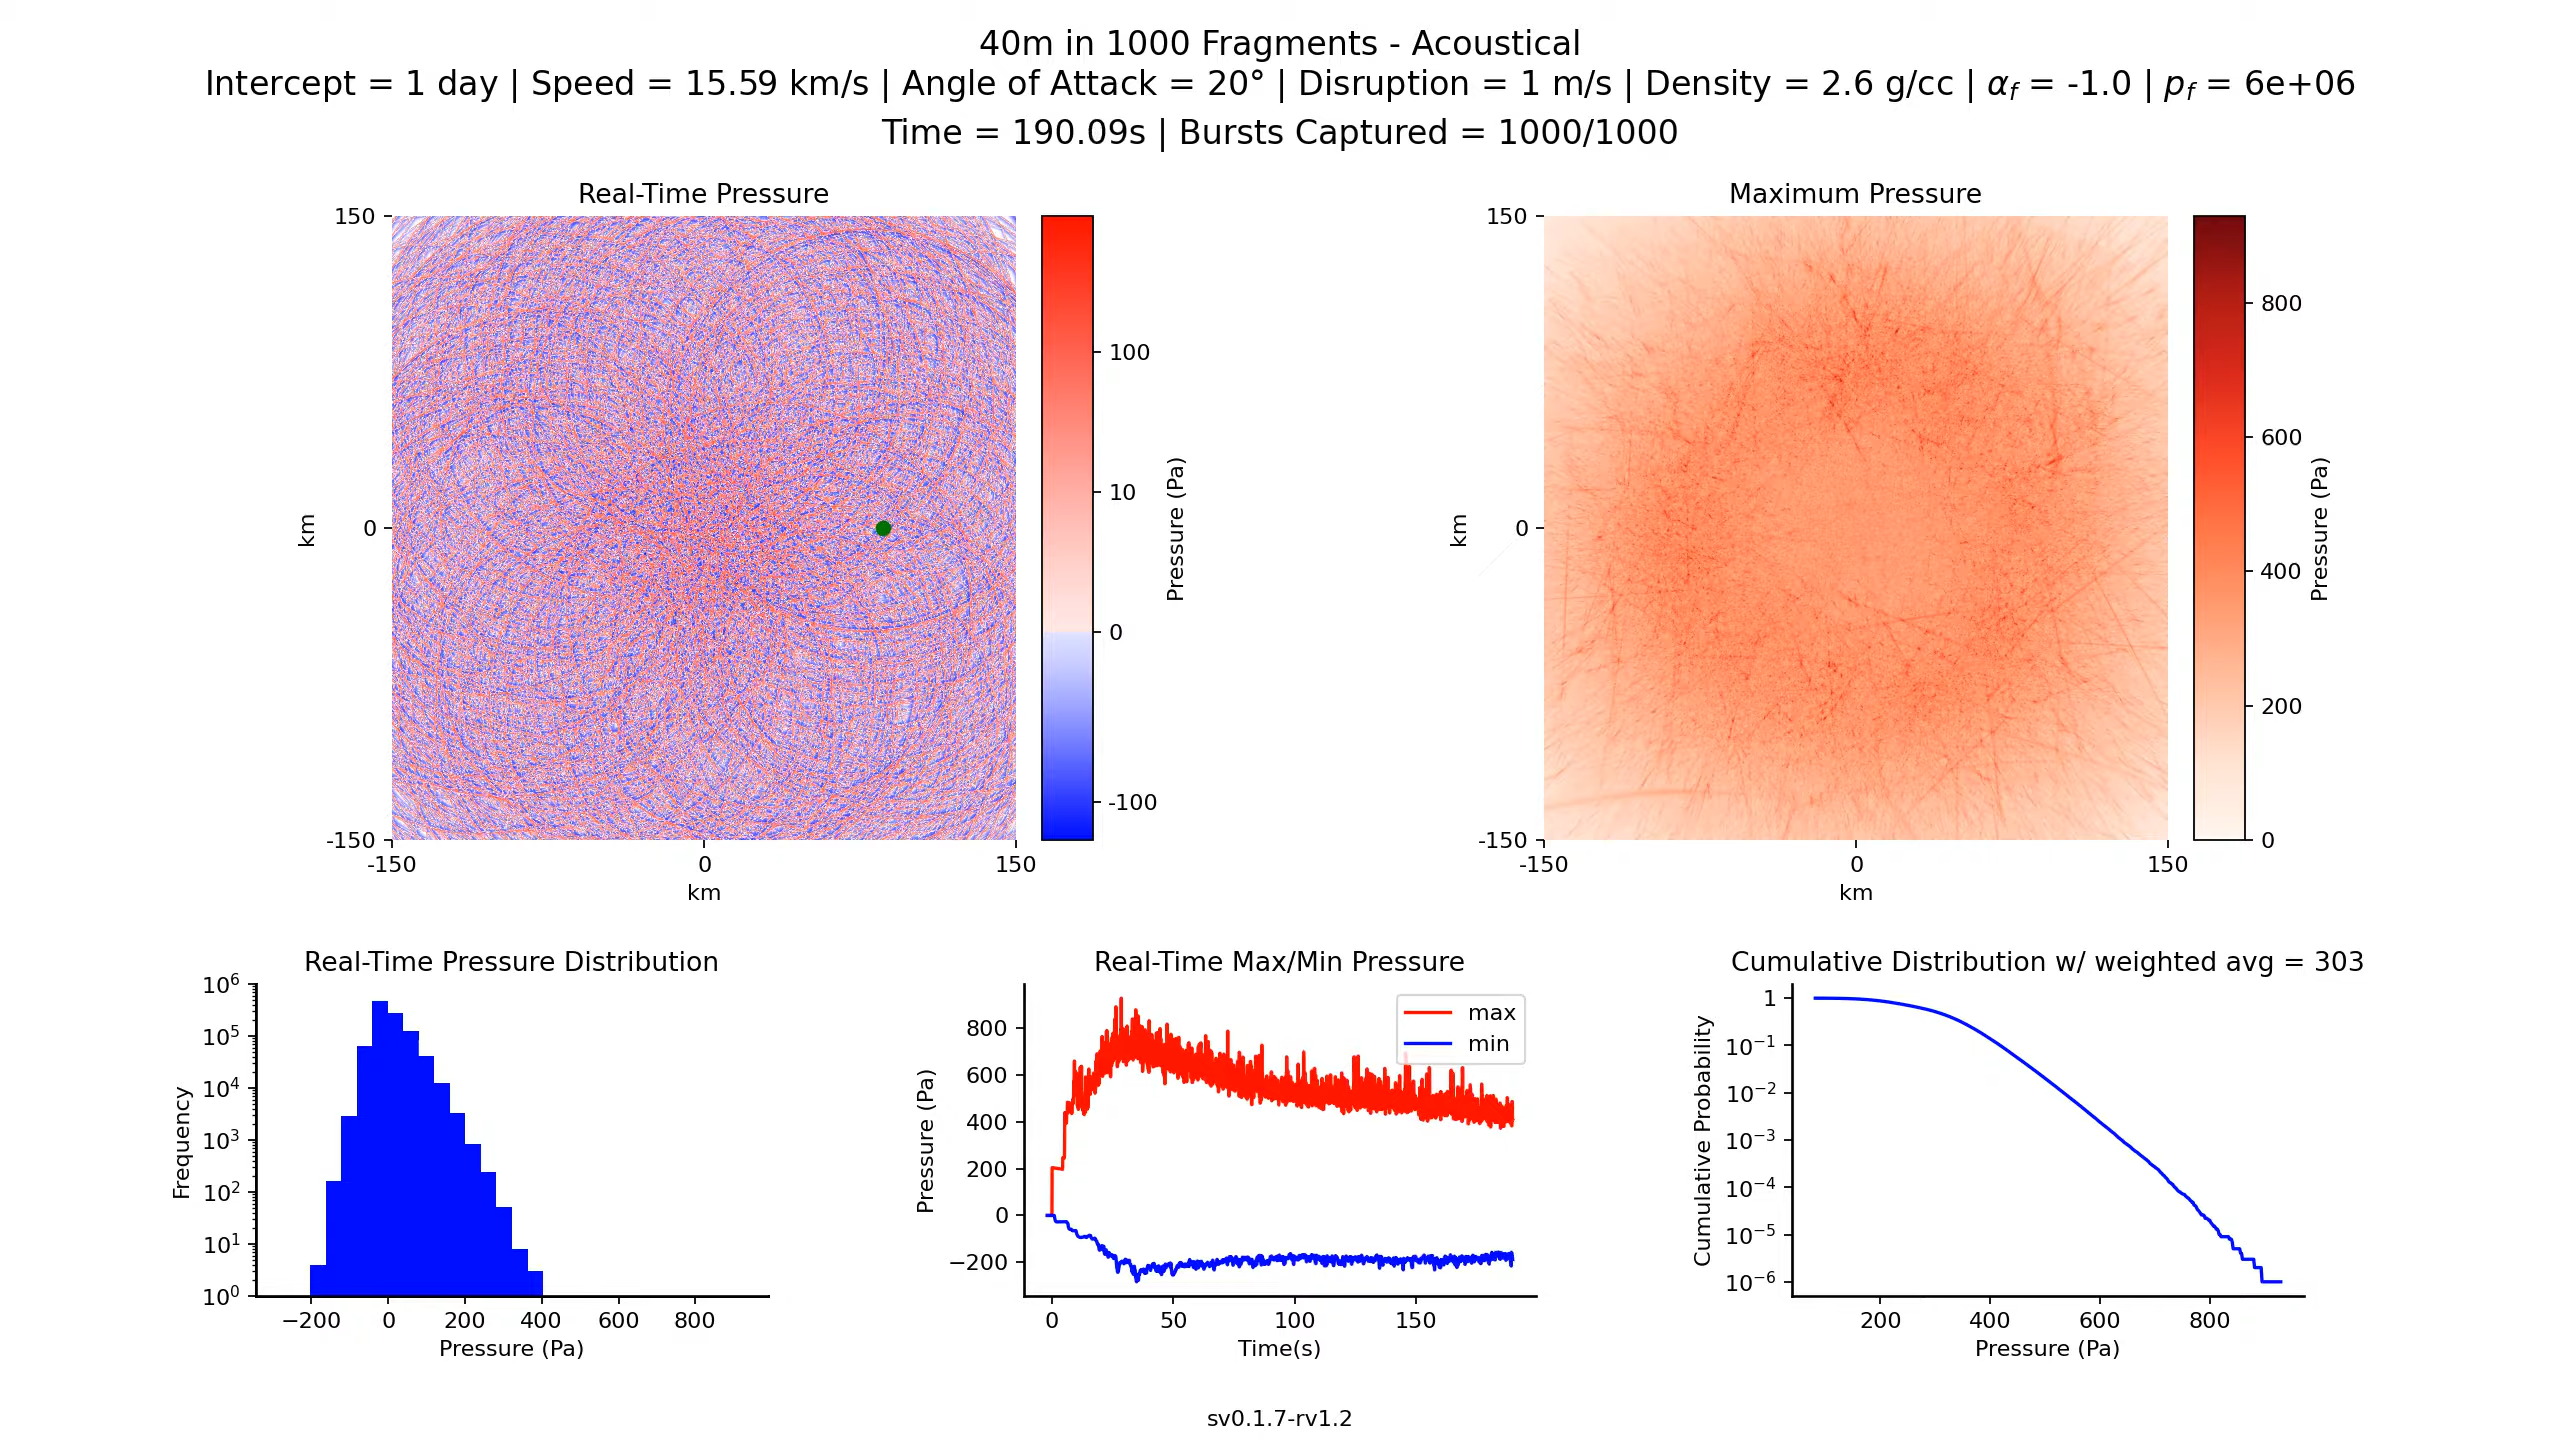 40m in 1000 Fragments - Acoustical
Intercept = 1 day | Speed = 15.59 km/s | Angle of Attack = 20° | Disruption = 1 m/s | Density = 2.6 g/cc | α_f = -1.0 | p_f = 6e+06
Time = 190.09s | Bursts Captured = 1000/1000
Real-Time Pressure
150
0
-150
km
-150 0 150
km
100
10
0
-100
Pressure (Pa)
Maximum Pressure
150
0
-150
km
-150 0 150
km
800
600
400
200
0
Pressure (Pa)
Real-Time Pressure Distribution
10⁶
10⁵
10⁴
10³
10²
10¹
10⁰
Frequency
−200 0 200 400 600 800
Pressure (Pa)
Real-Time Max/Min Pressure
max
min
800
600
400
200
0
−200
Pressure (Pa)
0 50 100 150
Time(s)
Cumulative Distribution w/ weighted avg = 303
1
10⁻¹
10⁻²
10⁻³
10⁻⁴
10⁻⁵
10⁻⁶
Cumulative Probability
200 400 600 800
Pressure (Pa)
sv0.1.7-rv1.2